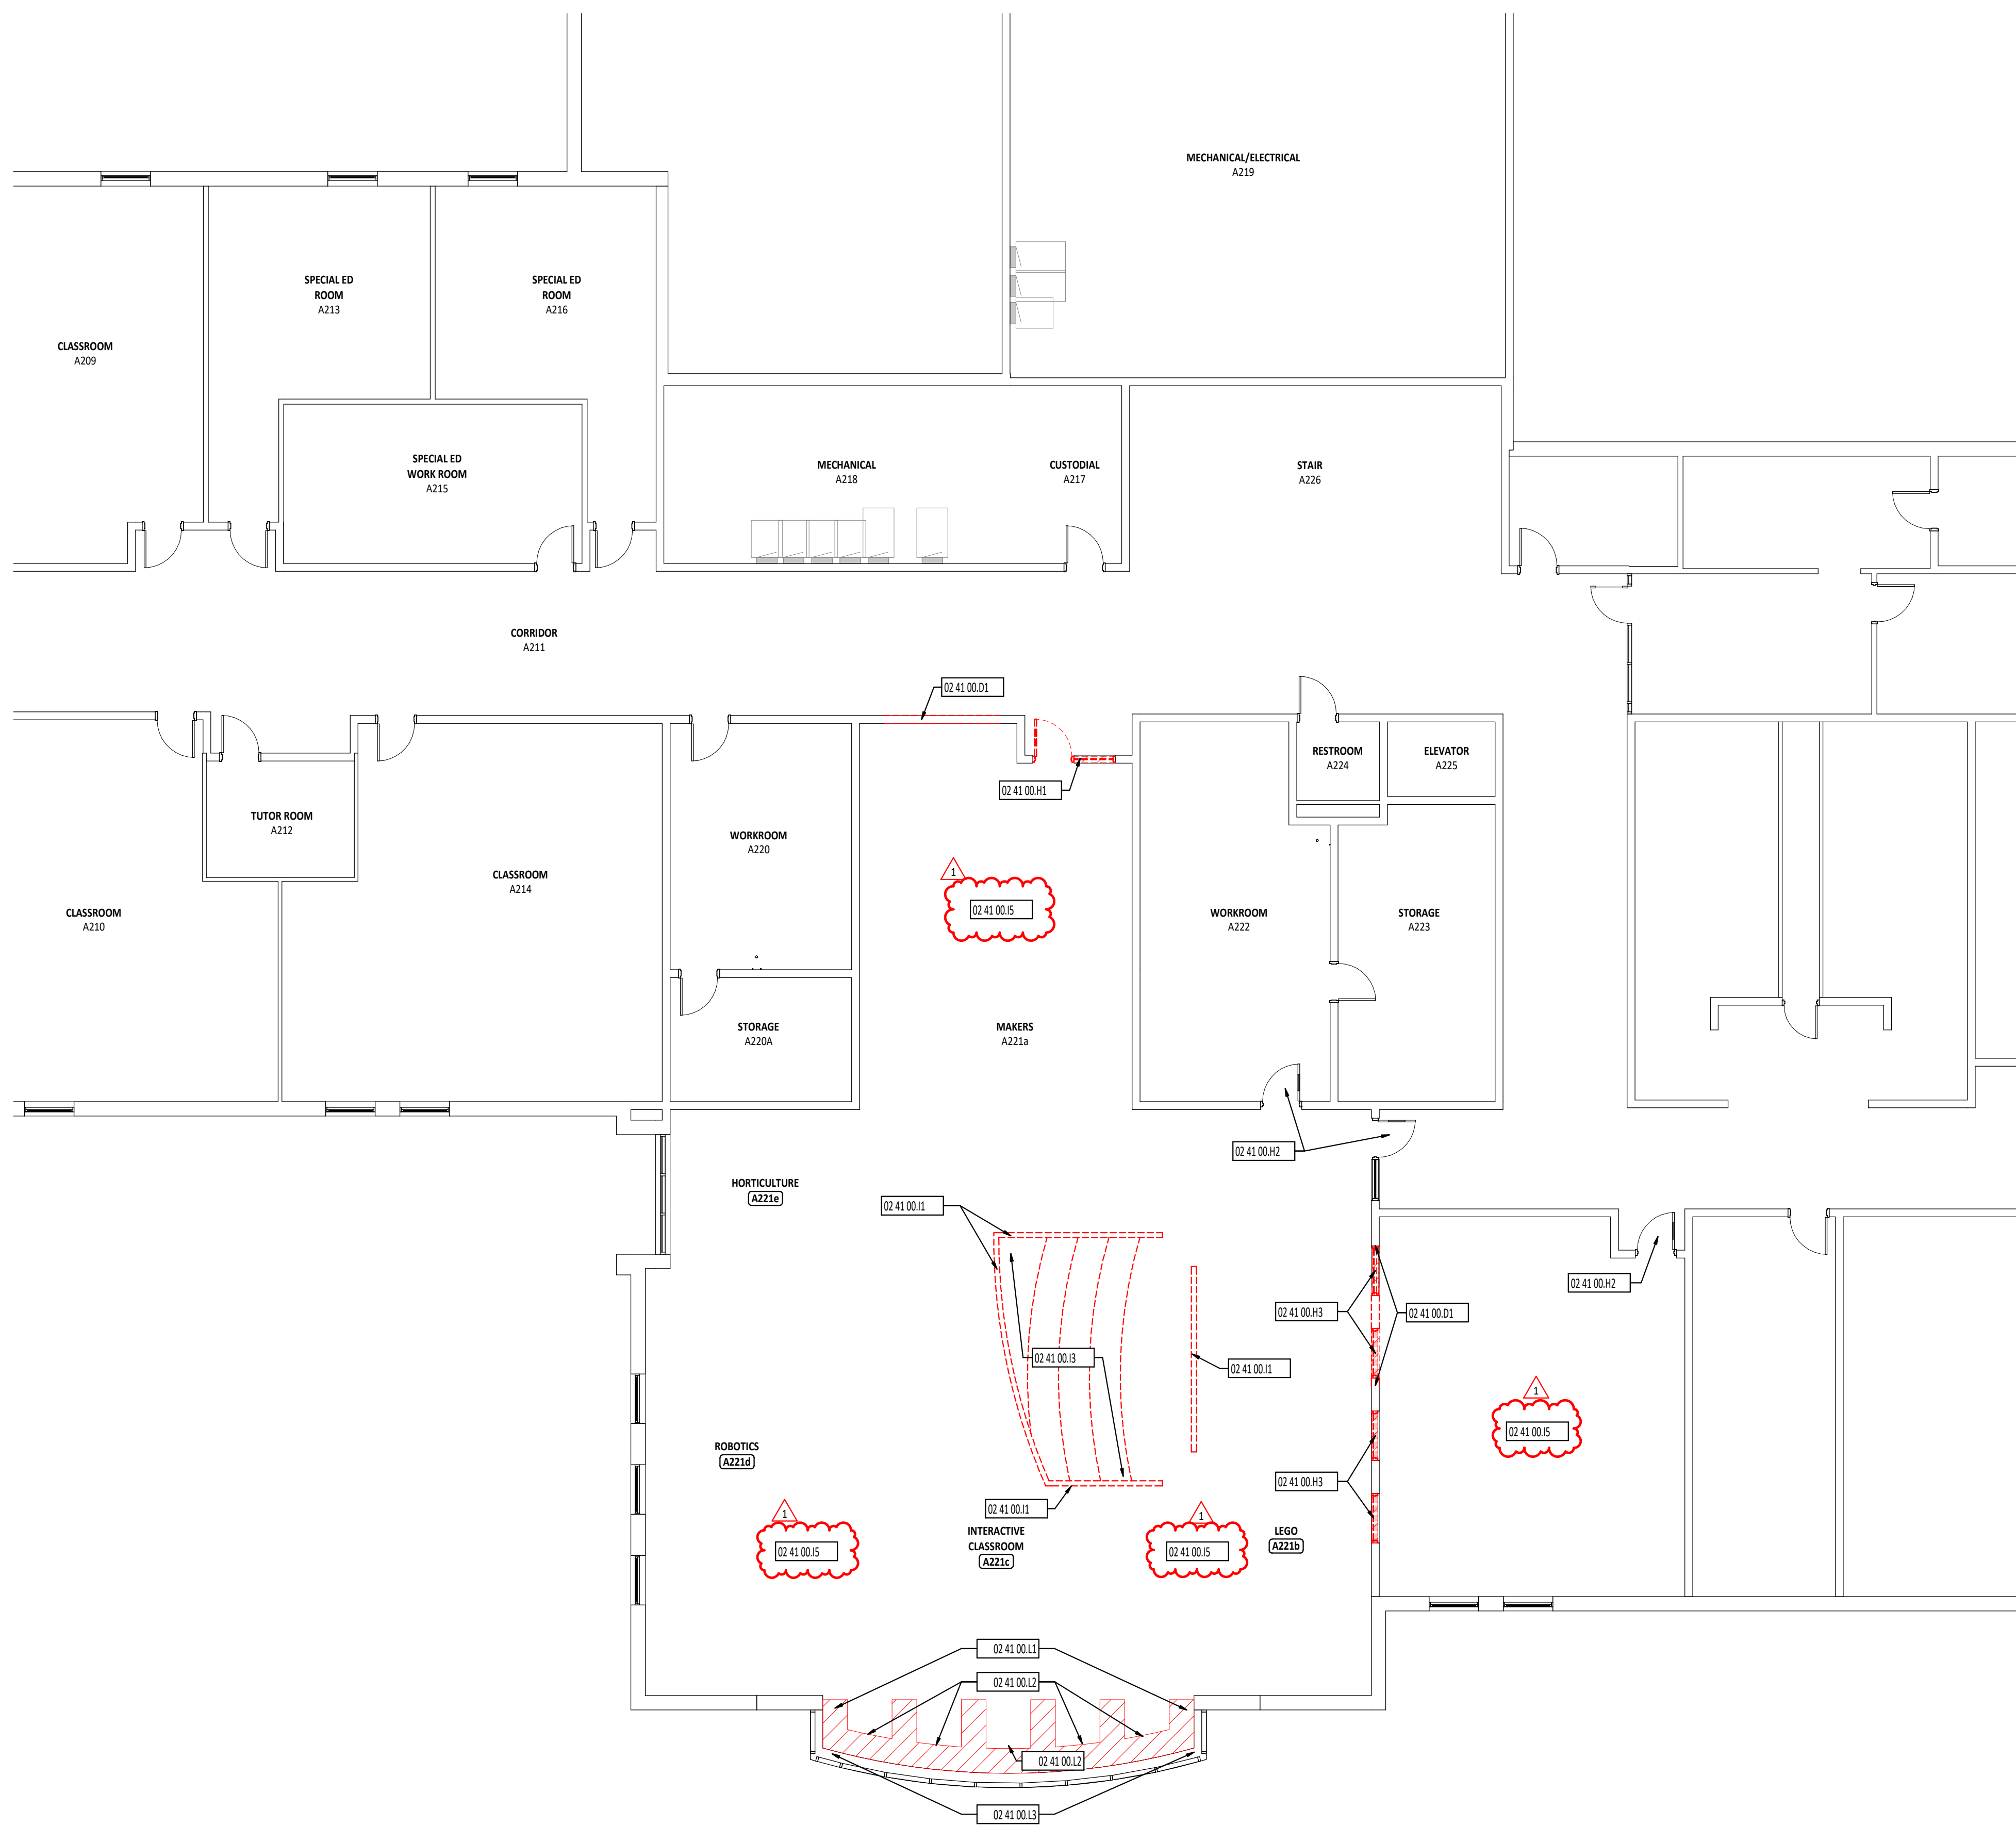 MECHANICAL/ELECTRICAL
A219
SPECIAL ED
ROOM
A213
SPECIAL ED
ROOM
A216
CLASSROOM
A209
SPECIAL ED
WORK ROOM
A215
MECHANICAL
A218
CUSTODIAL
A217
STAIR
A226
CORRIDOR
A211
02 41 00.D1
RESTROOM
A224
ELEVATOR
A225
02 41 00.H1
TUTOR ROOM
A212
WORKROOM
A220
CLASSROOM
A214
1
02 41 00.I5
CLASSROOM
A210
WORKROOM
A222
STORAGE
A223
STORAGE
A220A
MAKERS
A221a
02 41 00.H2
HORTICULTURE
A221e
02 41 00.I1
02 41 00.H2
02 41 00.H3
02 41 00.D1
02 41 00.I3
02 41 00.I1
1
02 41 00.I5
ROBOTICS
A221d
02 41 00.H3
02 41 00.I1
1
02 41 00.I5
INTERACTIVE
CLASSROOM
A221c
1
02 41 00.I5
LEGO
A221b
02 41 00.L1
02 41 00.L2
02 41 00.L2
02 41 00.L3